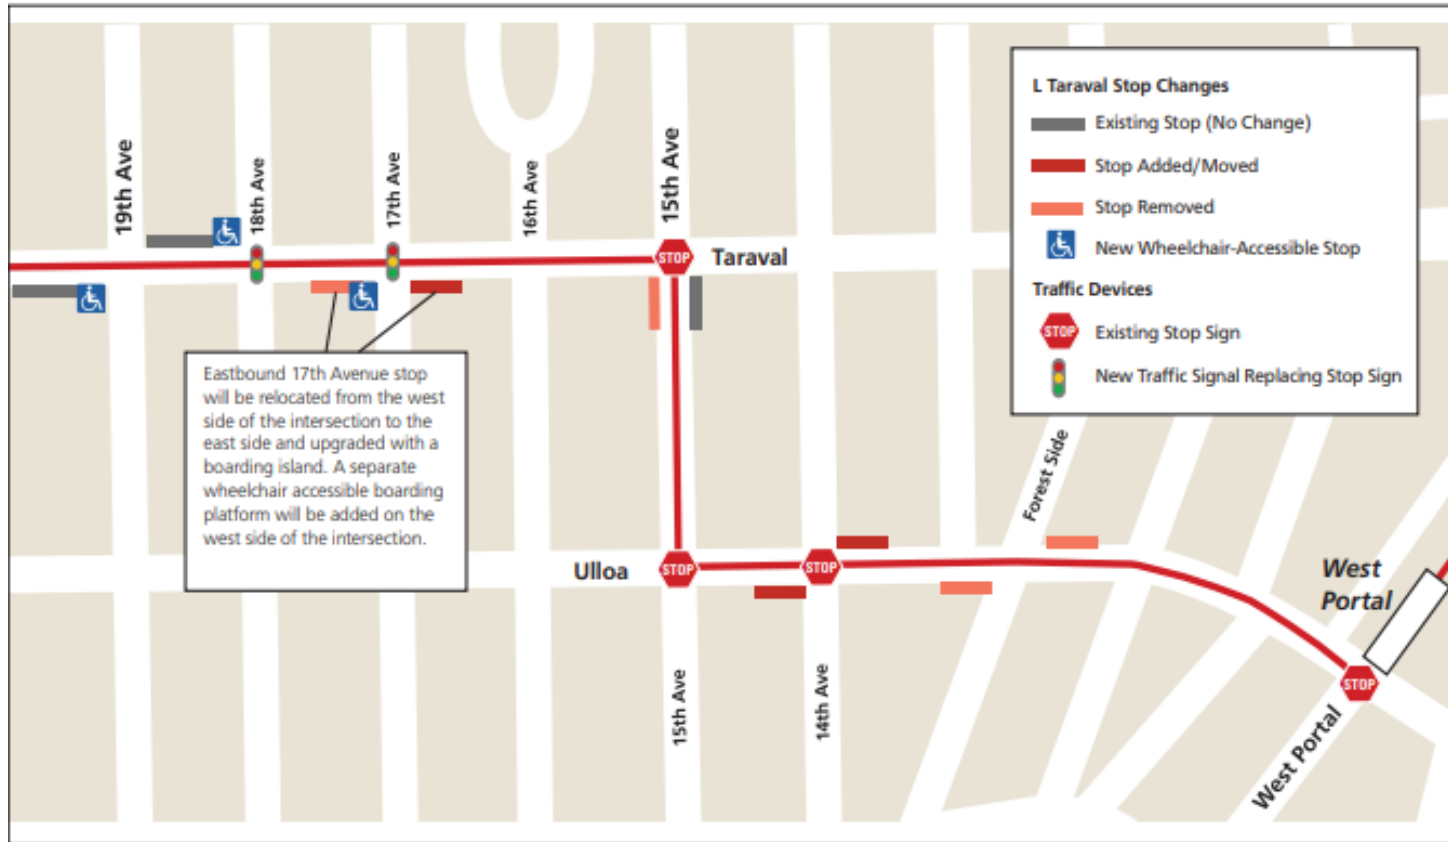 L Taraval Stop Changes
Existing Stop (No Change)
Stop Added/Moved
Stop Removed
New Wheelchair-Accessible Stop
Traffic Devices
STOP
Existing Stop Sign
New Traffic Signal Replacing Stop Sign
19th Ave
18th Ave
17th Ave
16th Ave
15th Ave
STOP
Taraval
Eastbound 17th Avenue stop
will be relocated from the west
side of the intersection to the
east side and upgraded with a
boarding island. A separate
wheelchair accessible boarding
platform will be added on the
west side of the intersection.
Forest Side
Ulloa
STOP
STOP
West
Portal
STOP
15th Ave
14th Ave
West Portal